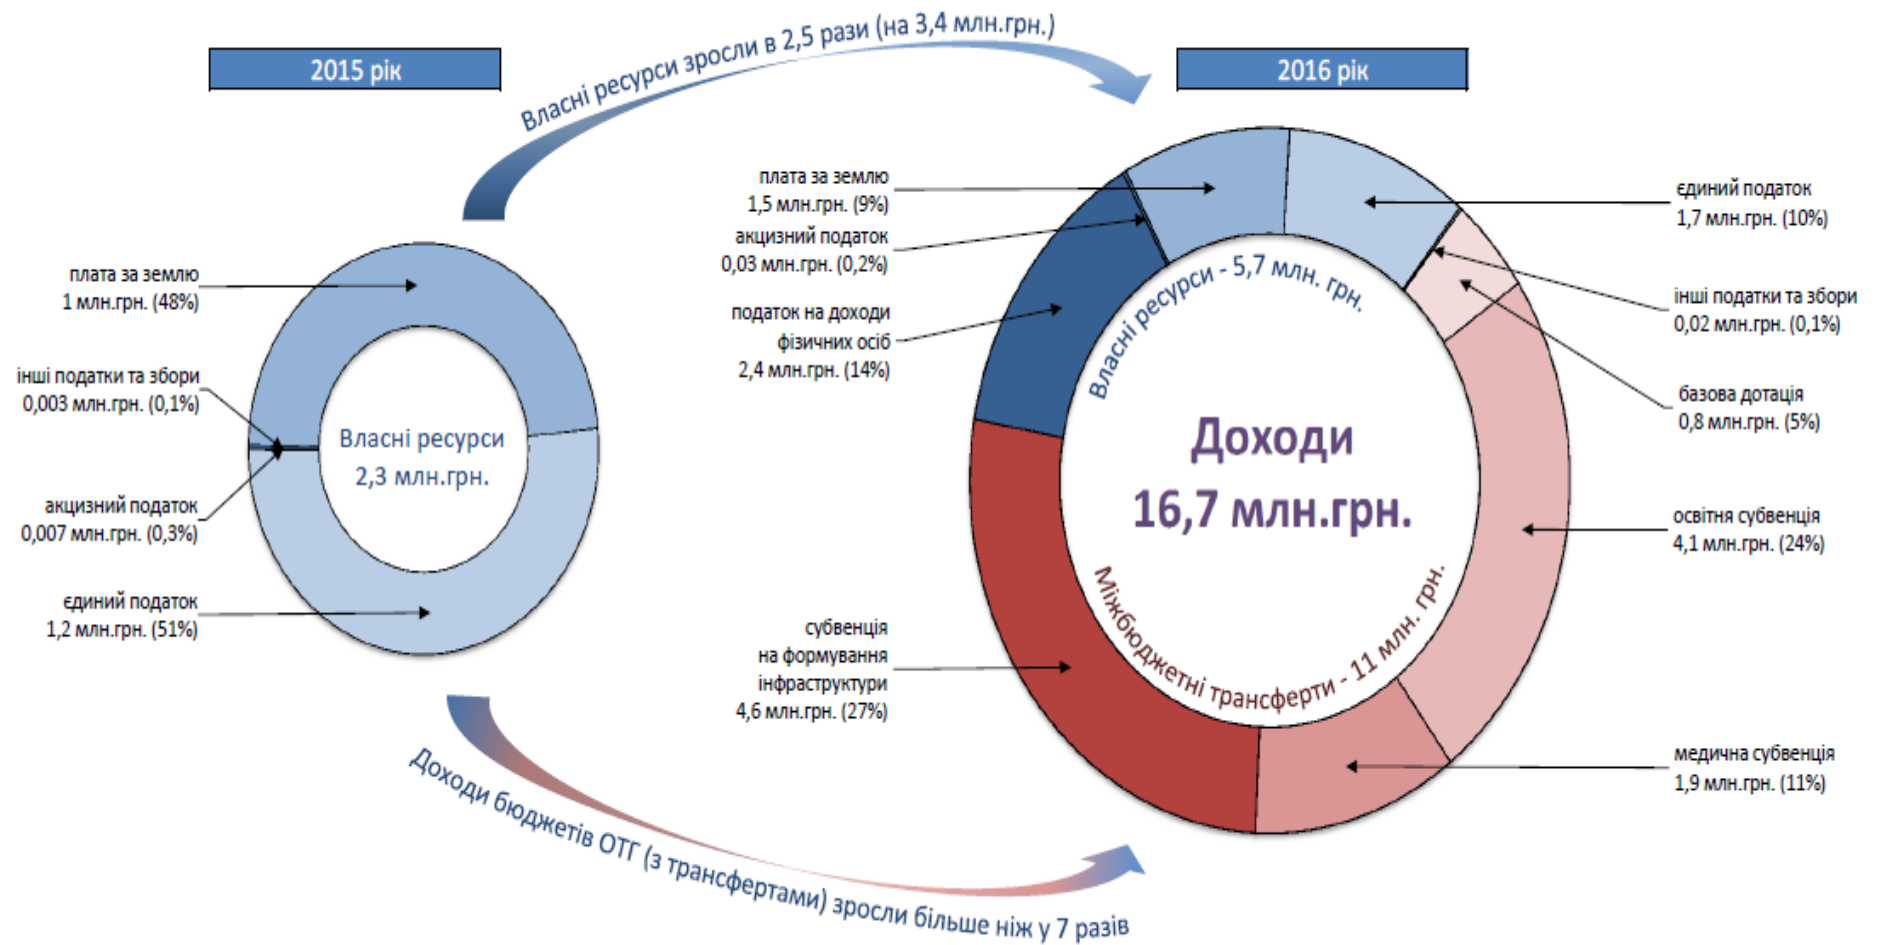 Власні ресурси зросли в 2,5 рази (на 3,4 млн.грн.)
2015 рік
2016 рік
плата за землю
1 млн.грн. (48%)
інші податки та збори
0,003 млн.грн. (0,1%)
акцизний податок
0,007 млн.грн. (0,3%)
єдиний податок
1,2 млн.грн. (51%)
Власні ресурси
2,3 млн.грн.
плата за землю
1,5 млн.грн. (9%)
акцизний податок
0,03 млн.грн. (0,2%)
податок на доходи
фізичних осіб
2,4 млн.грн. (14%)
субвенція
на формування
інфраструктури
4,6 млн.грн. (27%)
Власні ресурси - 5,7 млн. грн.
Доходи
16,7 млн.грн.
Міжбюджетні трансферти - 11 млн. грн.
єдиний податок
1,7 млн.грн. (10%)
інші податки та збори
0,02 млн.грн. (0,1%)
базова дотація
0,8 млн.грн. (5%)
освітня субвенція
4,1 млн.грн. (24%)
медична субвенція
1,9 млн.грн. (11%)
Доходи бюджетів ОТГ (з трансфертами) зросли більше ніж у 7 разів